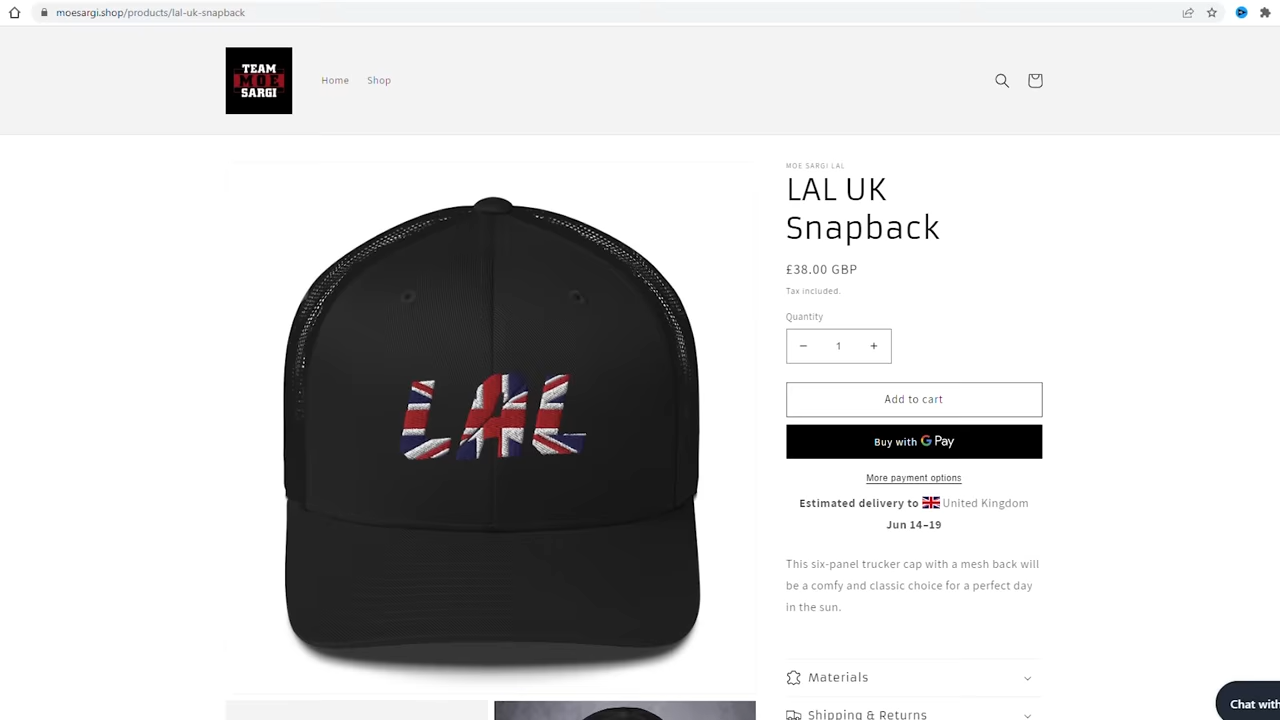 moesargi.shop/products/lal-uk-snapback
TEAM
MOE
SARGI
Home
Shop
LAL
MOE SARGI LAL
LAL UK
Snapback
£38.00 GBP
Tax included.
Quantity
− 1 +
Add to cart
Buy with G Pay
More payment options
Estimated delivery to United Kingdom
Jun 14–19
This six-panel trucker cap with a mesh back will
be a comfy and classic choice for a perfect day
in the sun.
Materials
Shipping & Returns
Chat with